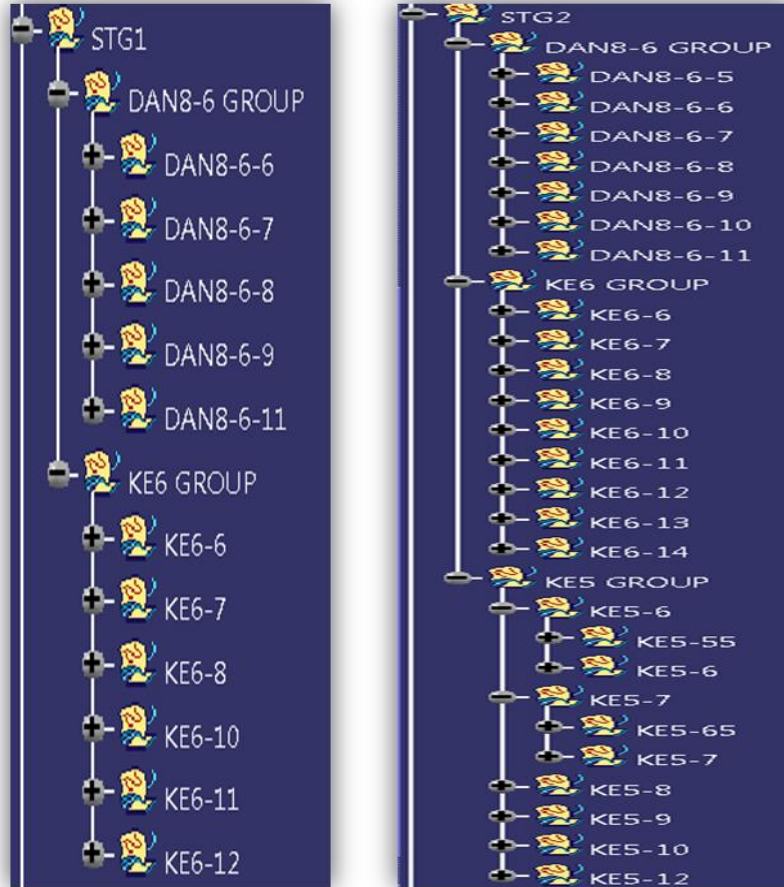 STG1
DAN8-6 GROUP
DAN8-6-6
DAN8-6-7
DAN8-6-8
DAN8-6-9
DAN8-6-11
KE6 GROUP
KE6-6
KE6-7
KE6-8
KE6-10
KE6-11
KE6-12
STG2
DAN8-6 GROUP
DAN8-6-5
DAN8-6-6
DAN8-6-7
DAN8-6-8
DAN8-6-9
DAN8-6-10
DAN8-6-11
KE6 GROUP
KE6-6
KE6-7
KE6-8
KE6-9
KE6-10
KE6-11
KE6-12
KE6-13
KE6-14
KE5 GROUP
KE5-6
KE5-55
KE5-6
KE5-7
KE5-65
KE5-7
KE5-8
KE5-9
KE5-10
KE5-12